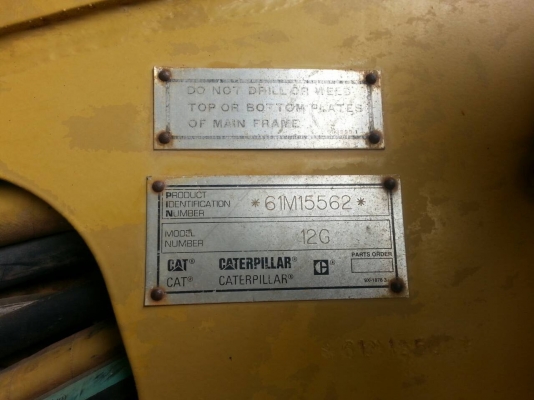 DO NOT DRILL OR WELD
TOP OR BOTTOM PLATES
OF MAIN FRAME
PRODUCT
IDENTIFICATION
NUMBER
*61M15562*
MODEL
NUMBER
12G
CAT® CATERPILLAR® C® PARTS ORDER
CAT® CATERPILLAR®